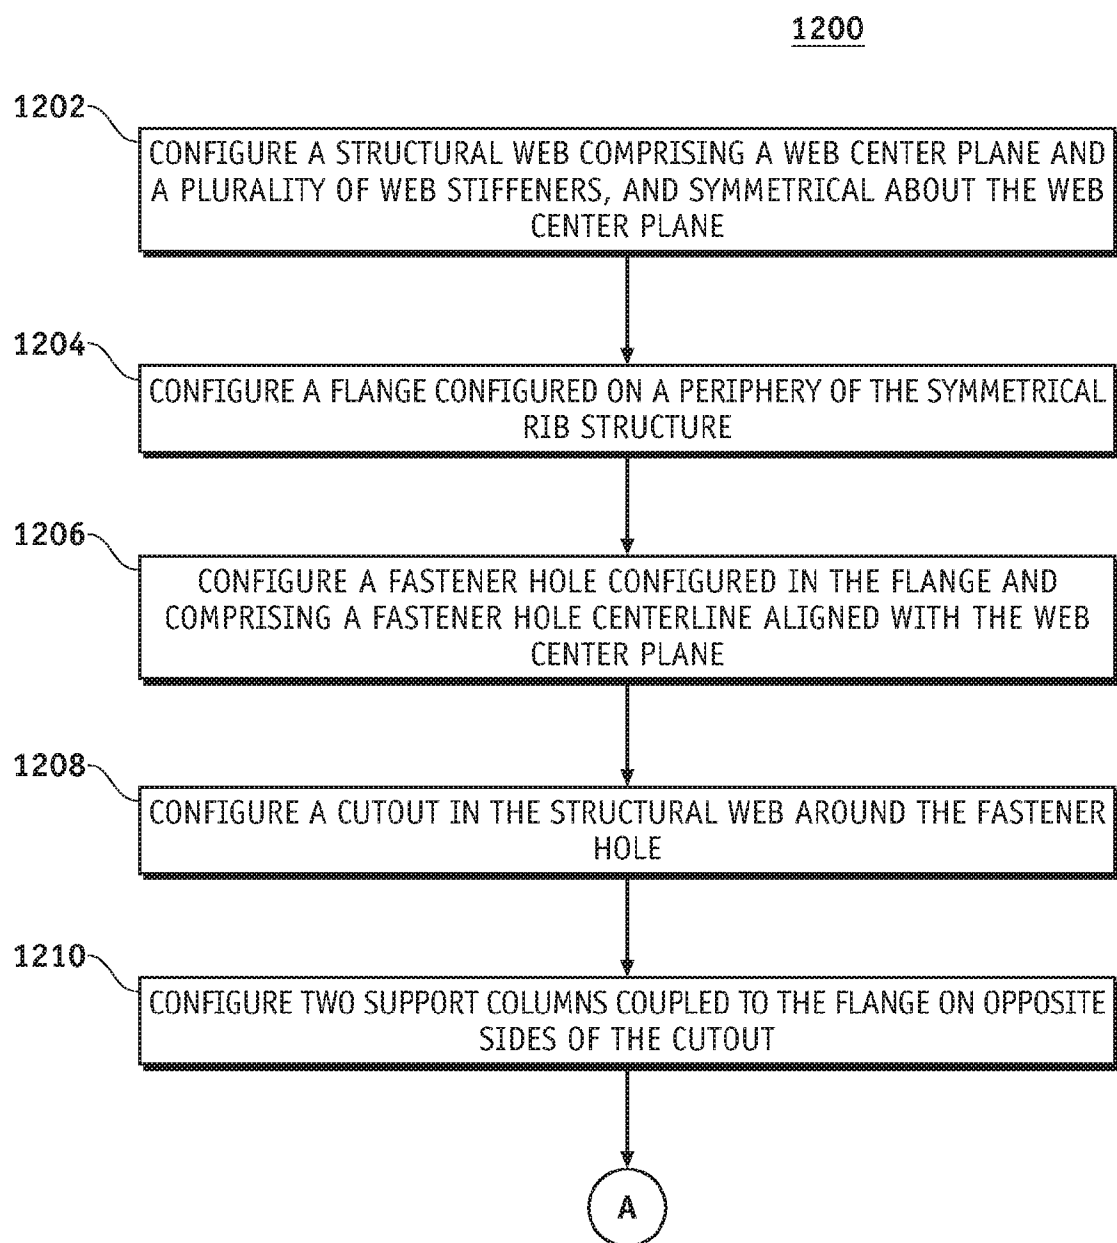 1200
1202
CONFIGURE A STRUCTURAL WEB COMPRISING A WEB CENTER PLANE AND
A PLURALITY OF WEB STIFFENERS, AND SYMMETRICAL ABOUT THE WEB
CENTER PLANE
1204
CONFIGURE A FLANGE CONFIGURED ON A PERIPHERY OF THE SYMMETRICAL
RIB STRUCTURE
1206
CONFIGURE A FASTENER HOLE CONFIGURED IN THE FLANGE AND
COMPRISING A FASTENER HOLE CENTERLINE ALIGNED WITH THE WEB
CENTER PLANE
1208
CONFIGURE A CUTOUT IN THE STRUCTURAL WEB AROUND THE FASTENER
HOLE
1210
CONFIGURE TWO SUPPORT COLUMNS COUPLED TO THE FLANGE ON OPPOSITE
SIDES OF THE CUTOUT
A